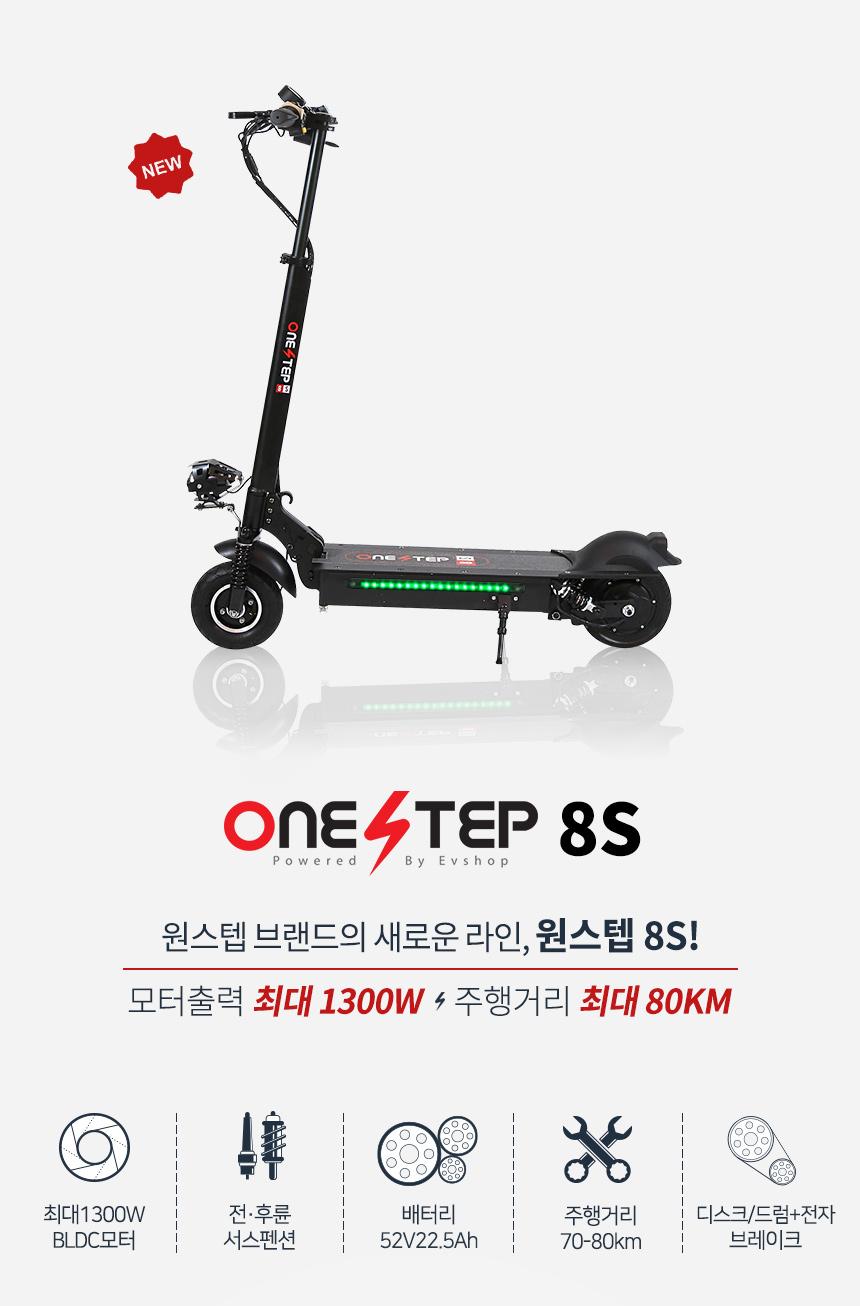 NEW
ONESTEP
ONESTEP
ONESTEP 8S
Powered By Evshop
원스텝 브랜드의 새로운 라인, 원스텝 8S!
모터출력 최대 1300W 주행거리 최대 80KM
최대1300W
BLDC모터
전·후륜
서스펜션
배터리
52V22.5Ah
주행거리
70-80km
디스크/드럼+전자
브레이크